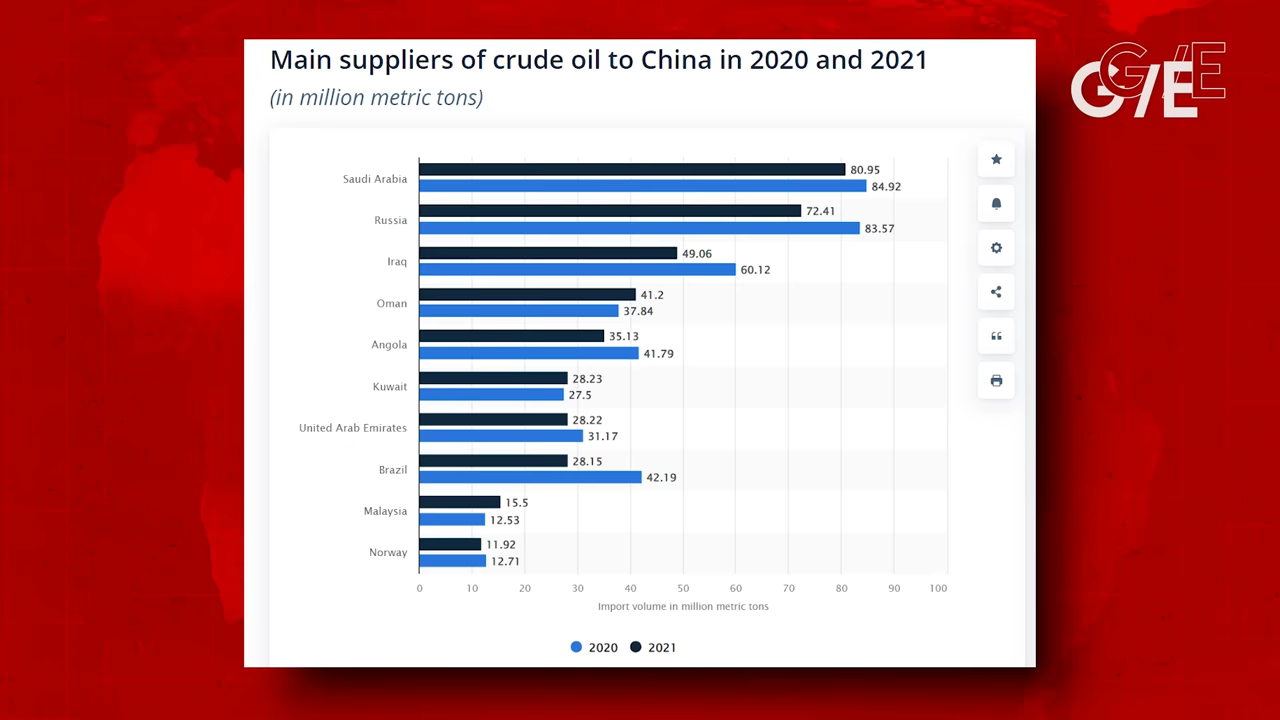 Main suppliers of crude oil to China in 2020 and 2021
(in million metric tons)
G/E
G/E
Saudi Arabia
80.95
84.92
Russia
72.41
83.57
Iraq
49.06
60.12
Oman
41.2
37.84
Angola
35.13
41.79
Kuwait
28.23
27.5
United Arab Emirates
28.22
31.17
Brazil
28.15
42.19
Malaysia
15.5
12.53
Norway
11.92
12.71
0 10 20 30 40 50 60 70 80 90 100
Import volume in million metric tons
2020 2021